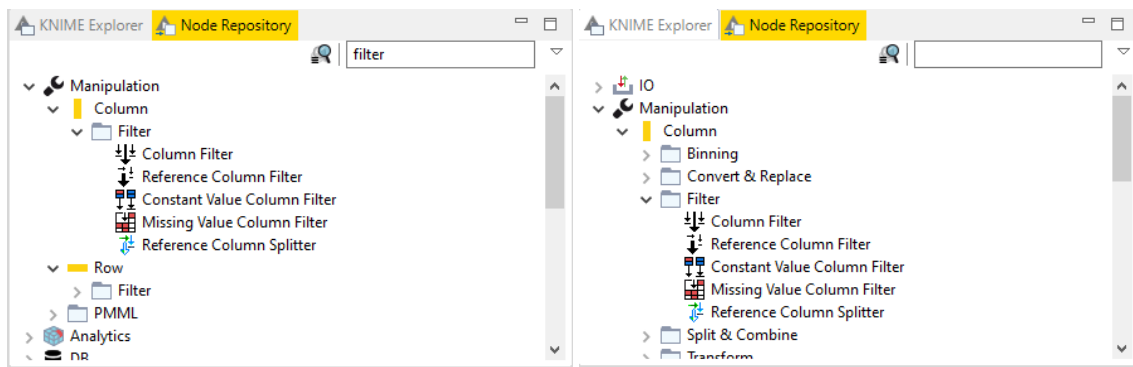 KNIME Explorer Node Repository
filter
Manipulation
Column
Filter
Column Filter
Reference Column Filter
Constant Value Column Filter
Missing Value Column Filter
Reference Column Splitter
Row
Filter
PMML
Analytics
DB
KNIME Explorer Node Repository
IO
Manipulation
Column
Binning
Convert & Replace
Filter
Column Filter
Reference Column Filter
Constant Value Column Filter
Missing Value Column Filter
Reference Column Splitter
Split & Combine
Transform